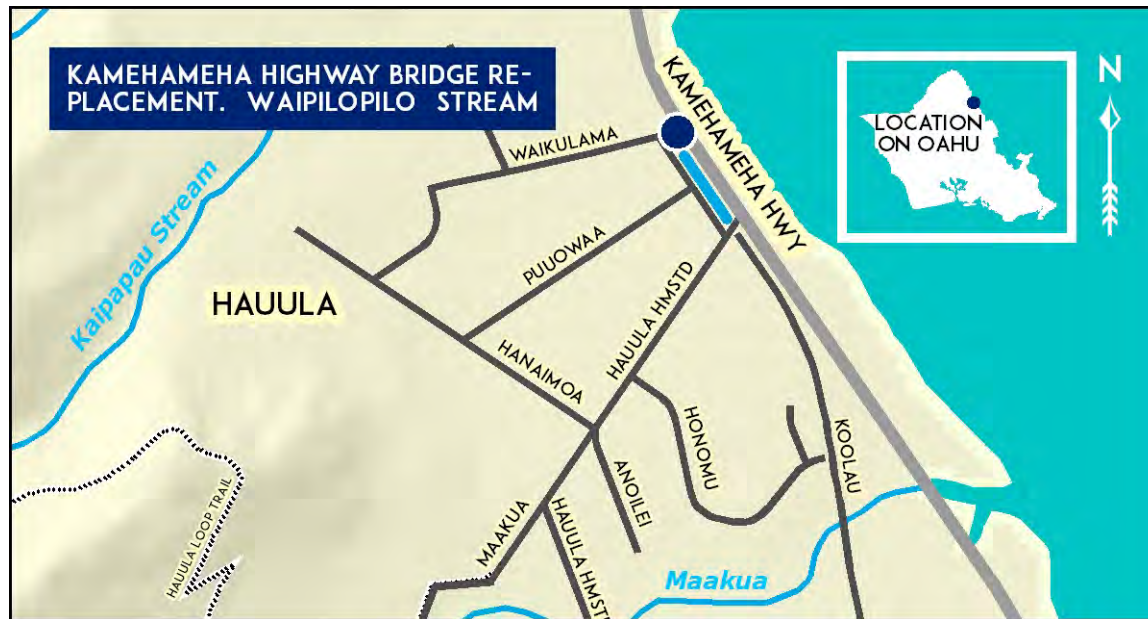 KAMEHAMEHA HIGHWAY BRIDGE RE-
PLACEMENT. WAIPILOPILO STREAM
KAMEHAMEHA HWY
N
LOCATION
ON OAHU
WAIKULAMA
PUUOWAA
Kaipapau Stream
HAUULA
HAUULA HMSTD
HANAIMOA
HONOMU
KOOLAU
ANOILEI
HAUULA LOOP TRAIL
MAAKUA
HAUULA HMSTD
Maakua